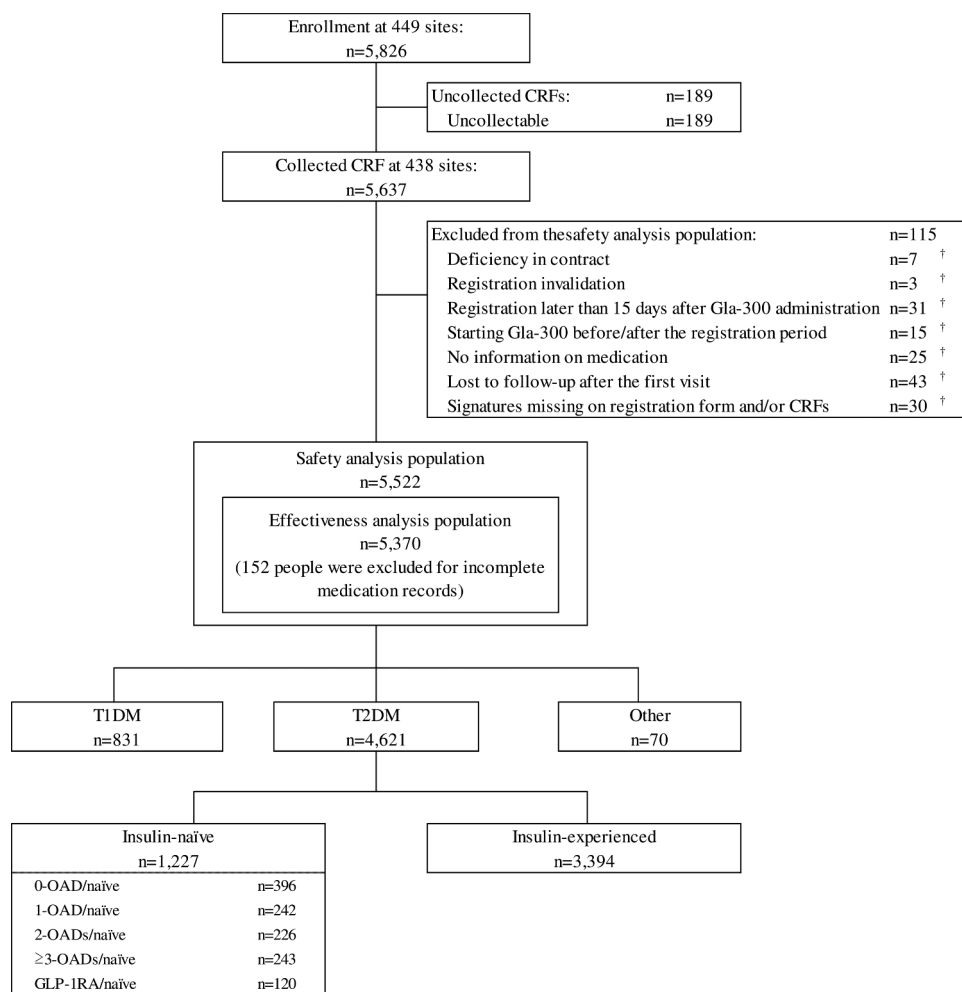 Enrollment at 449 sites:
n=5,826
Uncollected CRFs: n=189
Uncollectable n=189
Collected CRF at 438 sites:
n=5,637
Excluded from thesafety analysis population: n=115
Deficiency in contract n=7 †
Registration invalidation n=3 †
Registration later than 15 days after Gla-300 administration n=31 †
Starting Gla-300 before/after the registration period n=15 †
No information on medication n=25 †
Lost to follow-up after the first visit n=43 †
Signatures missing on registration form and/or CRFs n=30 †
Safety analysis population
n=5,522
Effectiveness analysis population
n=5,370
(152 people were excluded for incomplete
medication records)
T1DM
n=831
T2DM
n=4,621
Other
n=70
Insulin-naïve
n=1,227
0-OAD/naïve n=396
1-OAD/naïve n=242
2-OADs/naïve n=226
≥3-OADs/naïve n=243
GLP-1RA/naïve n=120
Insulin-experienced
n=3,394